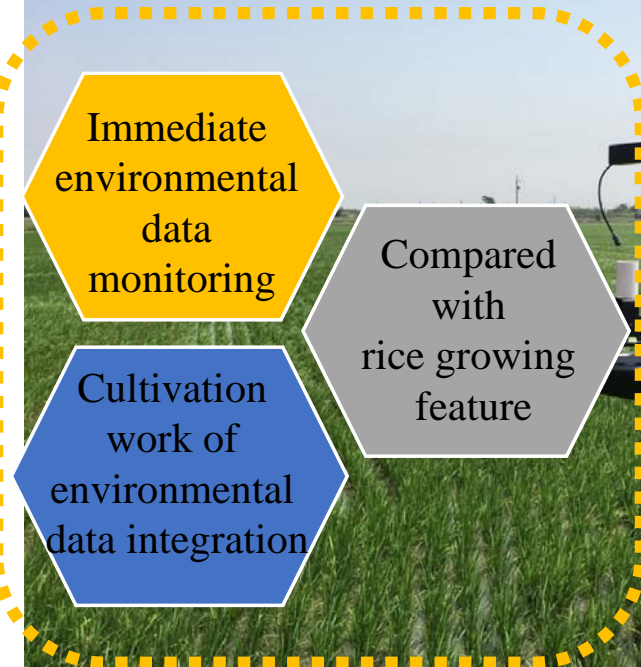 Immediate
environmental
data
monitoring
Compared
with
rice growing
feature
Cultivation
work of
environmental
data integration